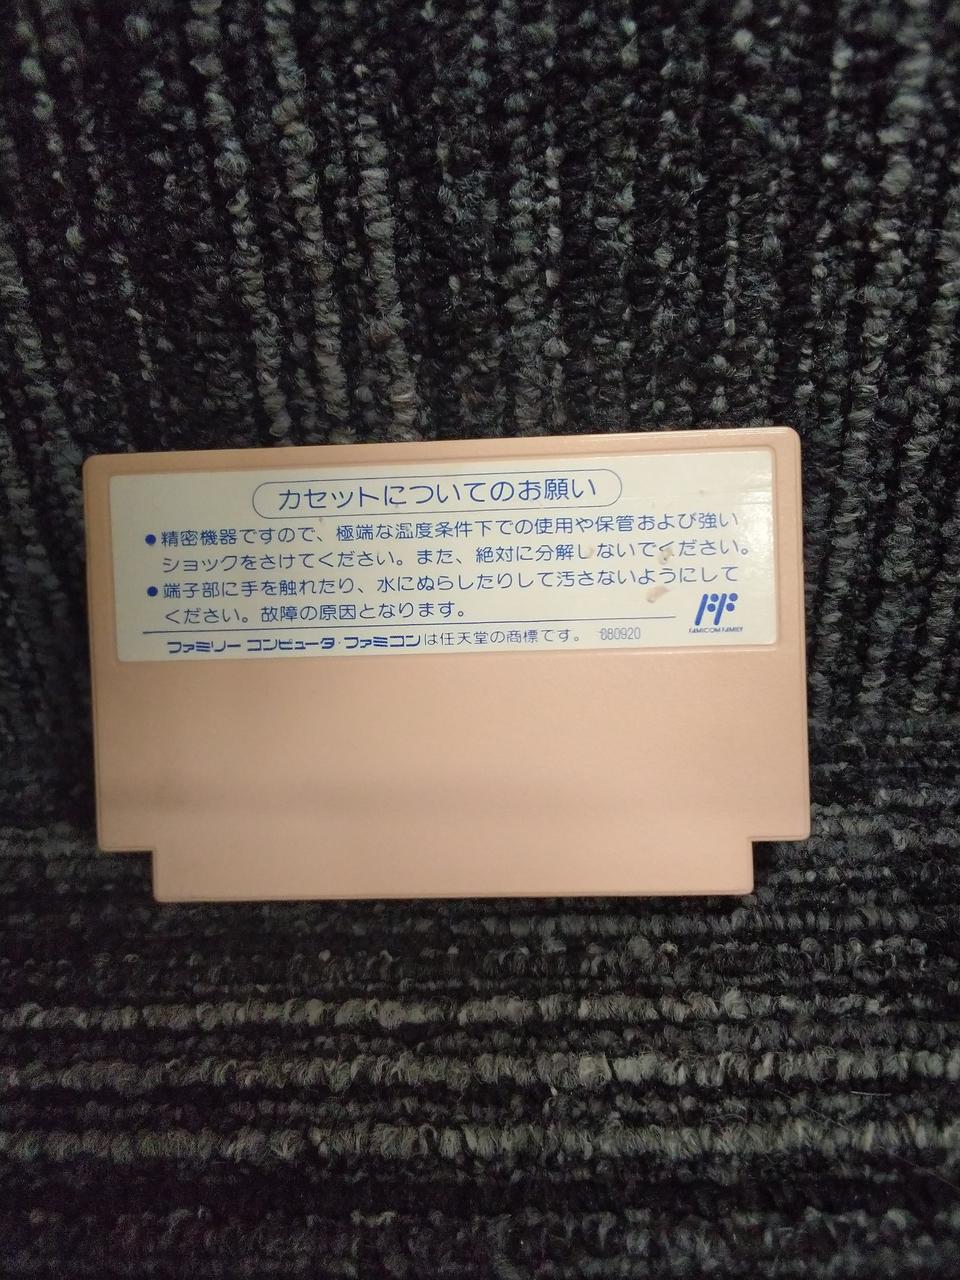 カセットについてのお願い
●精密機器ですので、極端な温度条件下での使用や保管および強い
ショックをさけてください。また、絶対に分解しないでください。
●端子部に手を触れたり、水にぬらしたりして汚さないようにして
ください。故障の原因となります。
FAMICOM FAMILY
ファミリー コンピュータ・ファミコンは任天堂の商標です。 880920